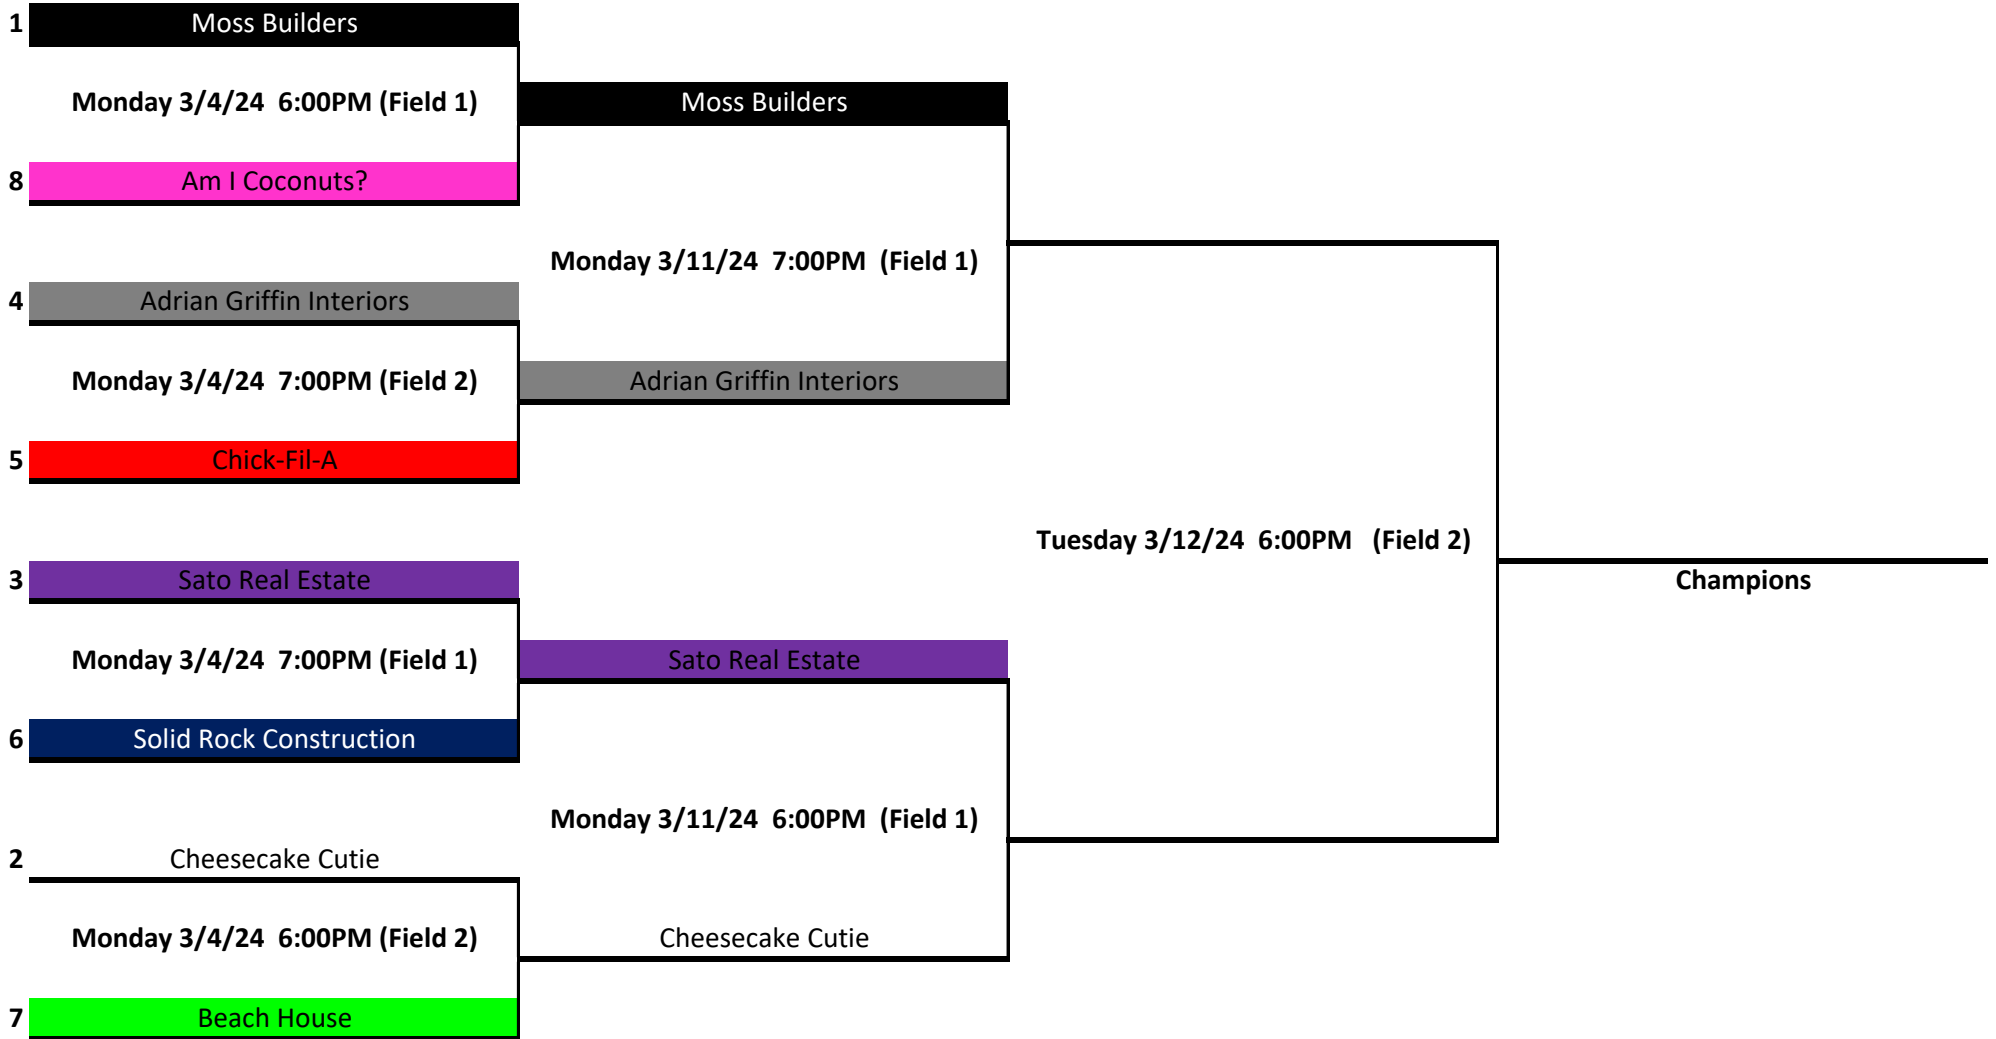 1 Moss Builders
Monday 3/4/24 6:00PM (Field 1)
Moss Builders
8 Am I Coconuts?
Monday 3/11/24 7:00PM (Field 1)
4 Adrian Griffin Interiors
Monday 3/4/24 7:00PM (Field 2)
Adrian Griffin Interiors
5 Chick-Fil-A
Tuesday 3/12/24 6:00PM (Field 2)
3 Sato Real Estate
Champions
Monday 3/4/24 7:00PM (Field 1)
Sato Real Estate
6 Solid Rock Construction
Monday 3/11/24 6:00PM (Field 1)
2 Cheesecake Cutie
Monday 3/4/24 6:00PM (Field 2)
Cheesecake Cutie
7 Beach House